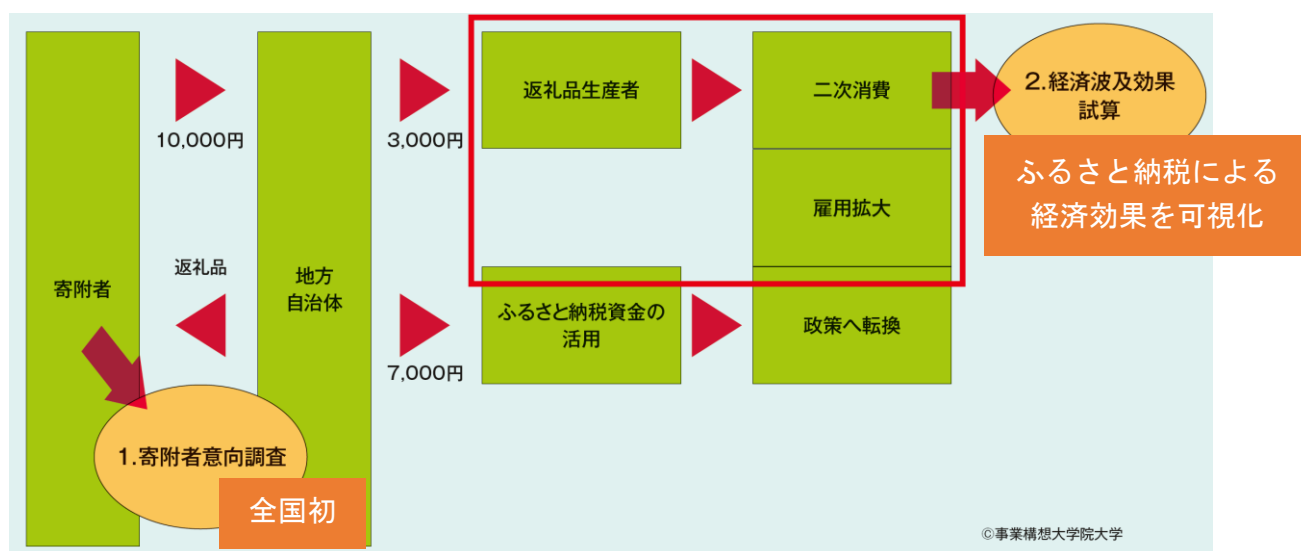 寄附者
10,000円
返礼品
地方
自治体
3,000円
7,000円
返礼品生産者
ふるさと納税資金の
活用
二次消費
雇用拡大
政策へ転換
1.寄附者意向調査
全国初
2.経済波及効果
試算
ふるさと納税による
経済効果を可視化
©事業構想大学院大学